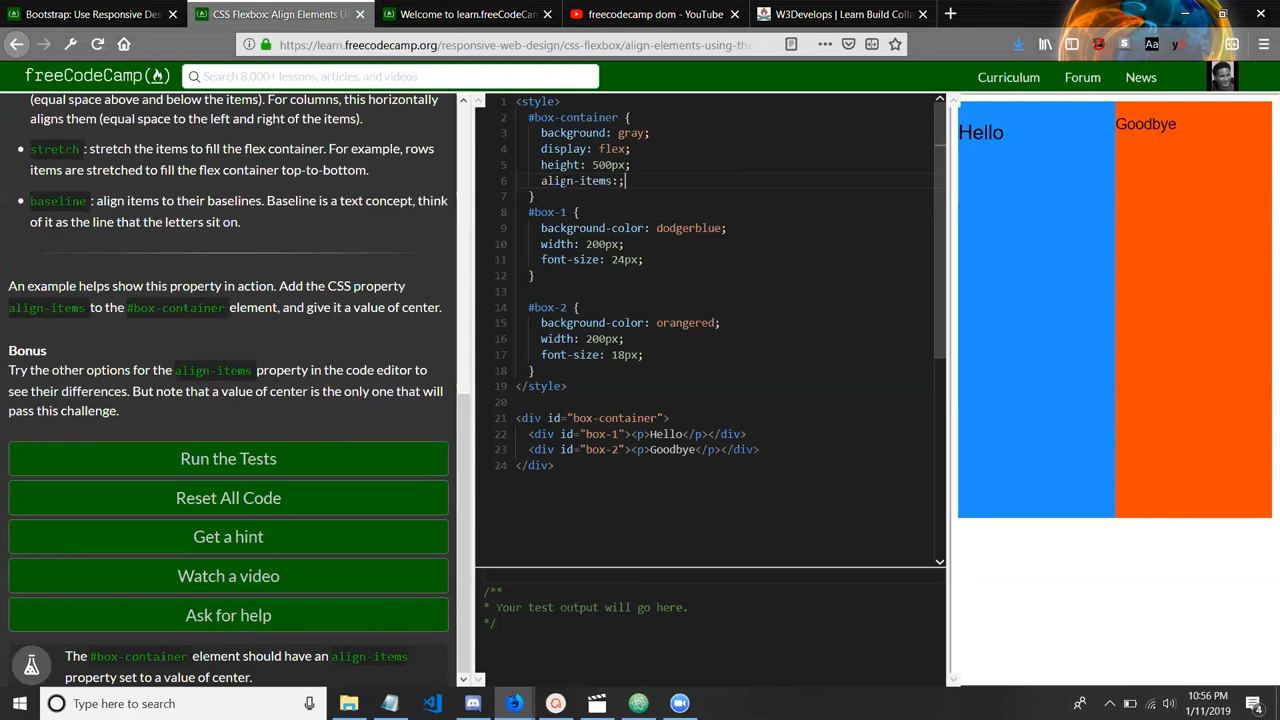 Bootstrap: Use Responsive Des
CSS Flexbox: Align Elements U
Welcome to learn.freeCodeCam
freecodecamp dom - YouTube
W3Develops | Learn Build Colla
https://learn.freecodecamp.org/responsive-web-design/css-flexbox/align-elements-using-the
freeCodeCamp
Search 8,000+ lessons, articles, and videos
Curriculum
Forum
News
(equal space above and below the items). For columns, this horizontally
aligns them (equal space to the left and right of the items).
stretch : stretch the items to fill the flex container. For example, rows
items are stretched to fill the flex container top-to-bottom.
baseline : align items to their baselines. Baseline is a text concept, think
of it as the line that the letters sit on.
An example helps show this property in action. Add the CSS property
align-items to the #box-container element, and give it a value of center.
Bonus
Try the other options for the align-items property in the code editor to
see their differences. But note that a value of center is the only one that will
pass this challenge.
Run the Tests
Reset All Code
Get a hint
Watch a video
Ask for help
The #box-container element should have an align-items
property set to a value of center.
1 <style>
2 #box-container {
3 background: gray;
4 display: flex;
5 height: 500px;
6 align-items:;
7 }
8 #box-1 {
9 background-color: dodgerblue;
10 width: 200px;
11 font-size: 24px;
12 }
13
14 #box-2 {
15 background-color: orangered;
16 width: 200px;
17 font-size: 18px;
18 }
19 </style>
20
21 <div id="box-container">
22 <div id="box-1"><p>Hello</p></div>
23 <div id="box-2"><p>Goodbye</p></div>
24 </div>
/**
* Your test output will go here.
*/
Hello
Goodbye
Type here to search
10:56 PM
1/11/2019